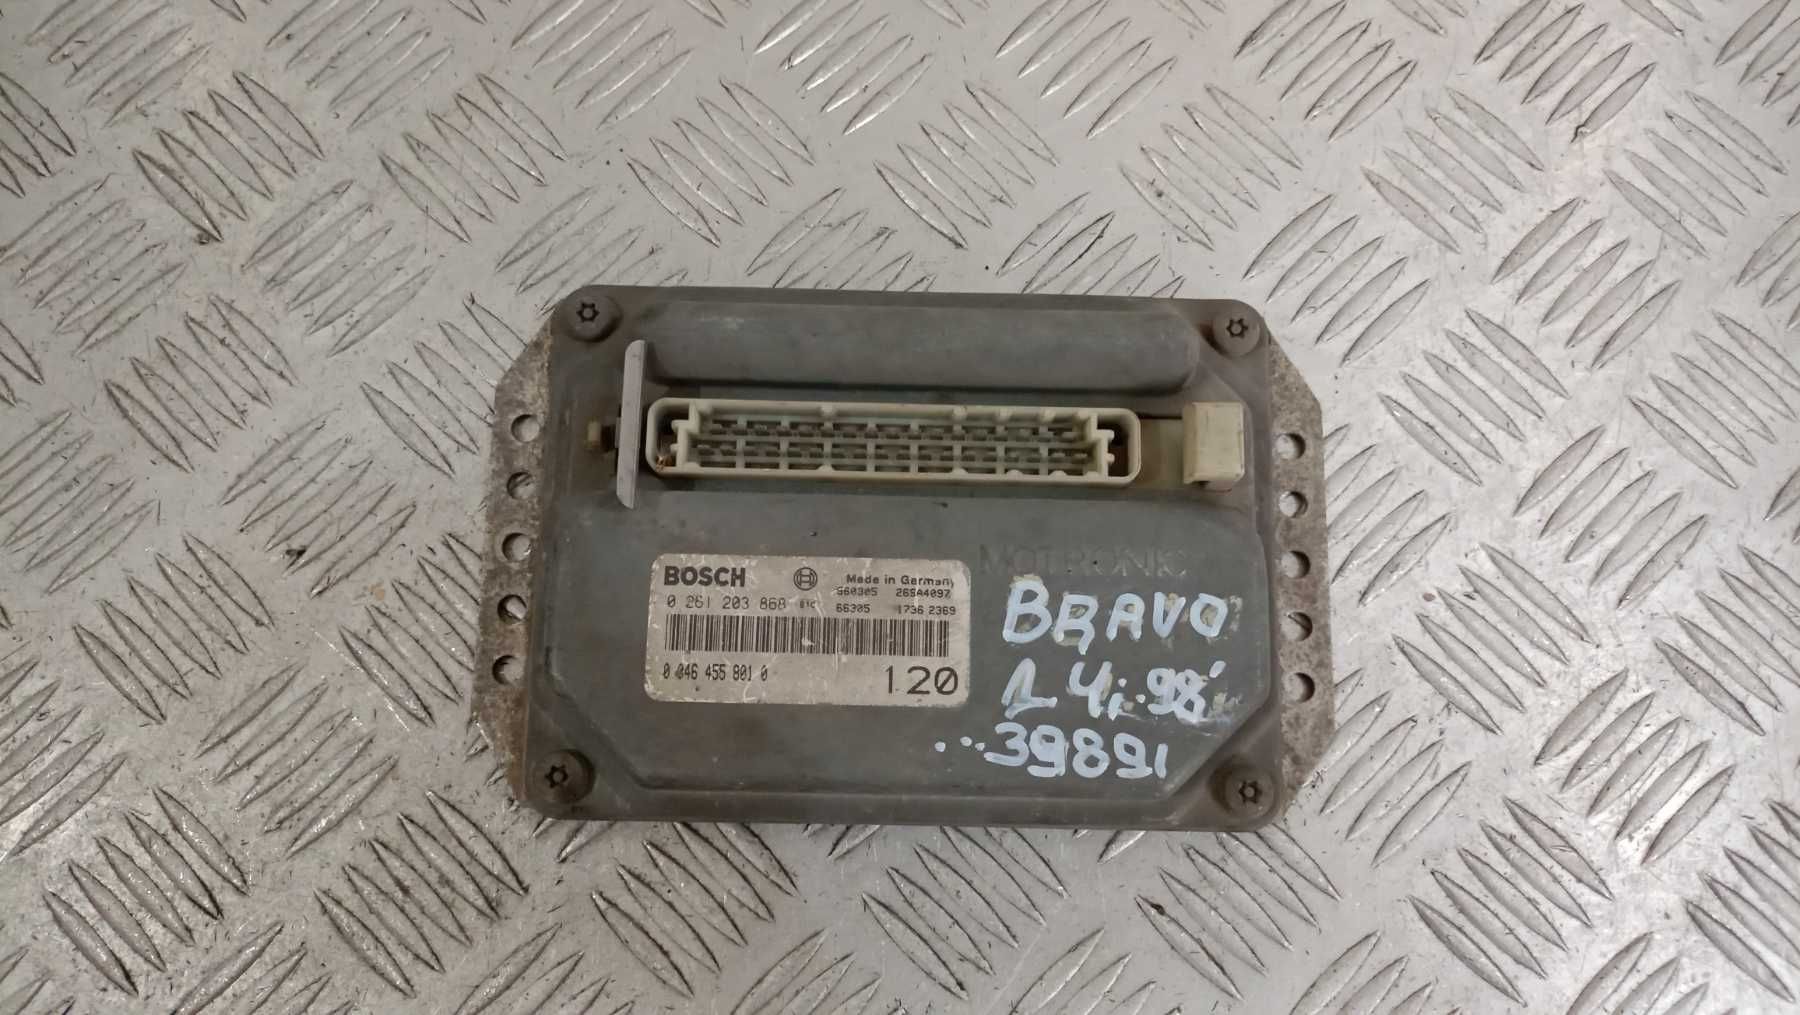 MOTRONIC
BOSCH Made in Germany
S60305 26SA4097
0 261 203 868 66305 1736 2369
0 046 455 801 0 120
BRAVO
1.4i 98'
...39891